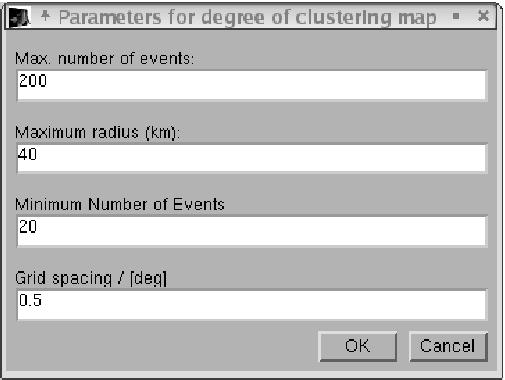 Parameters for degree of clustering map
Max. number of events:
200
Maximum radius (km):
40
Minimum Number of Events
20
Grid spacing / [deg]
0.5
OK Cancel